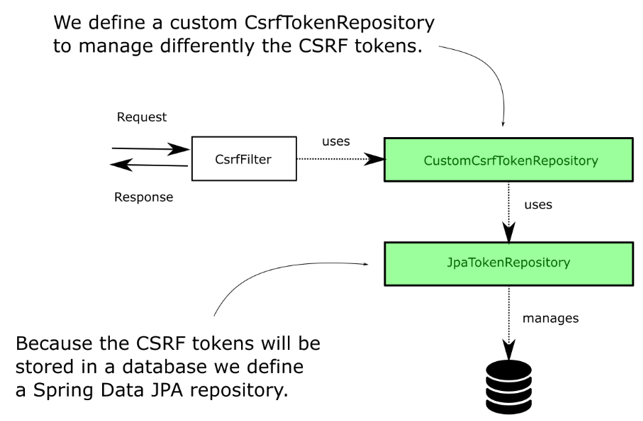 We define a custom CsrfTokenRepository
to manage differently the CSRF tokens.
Request
uses
CsrfFilter
CustomCsrfTokenRepository
Response
uses
JpaTokenRepository
manages
Because the CSRF tokens will be
stored in a database we define
a Spring Data JPA repository.